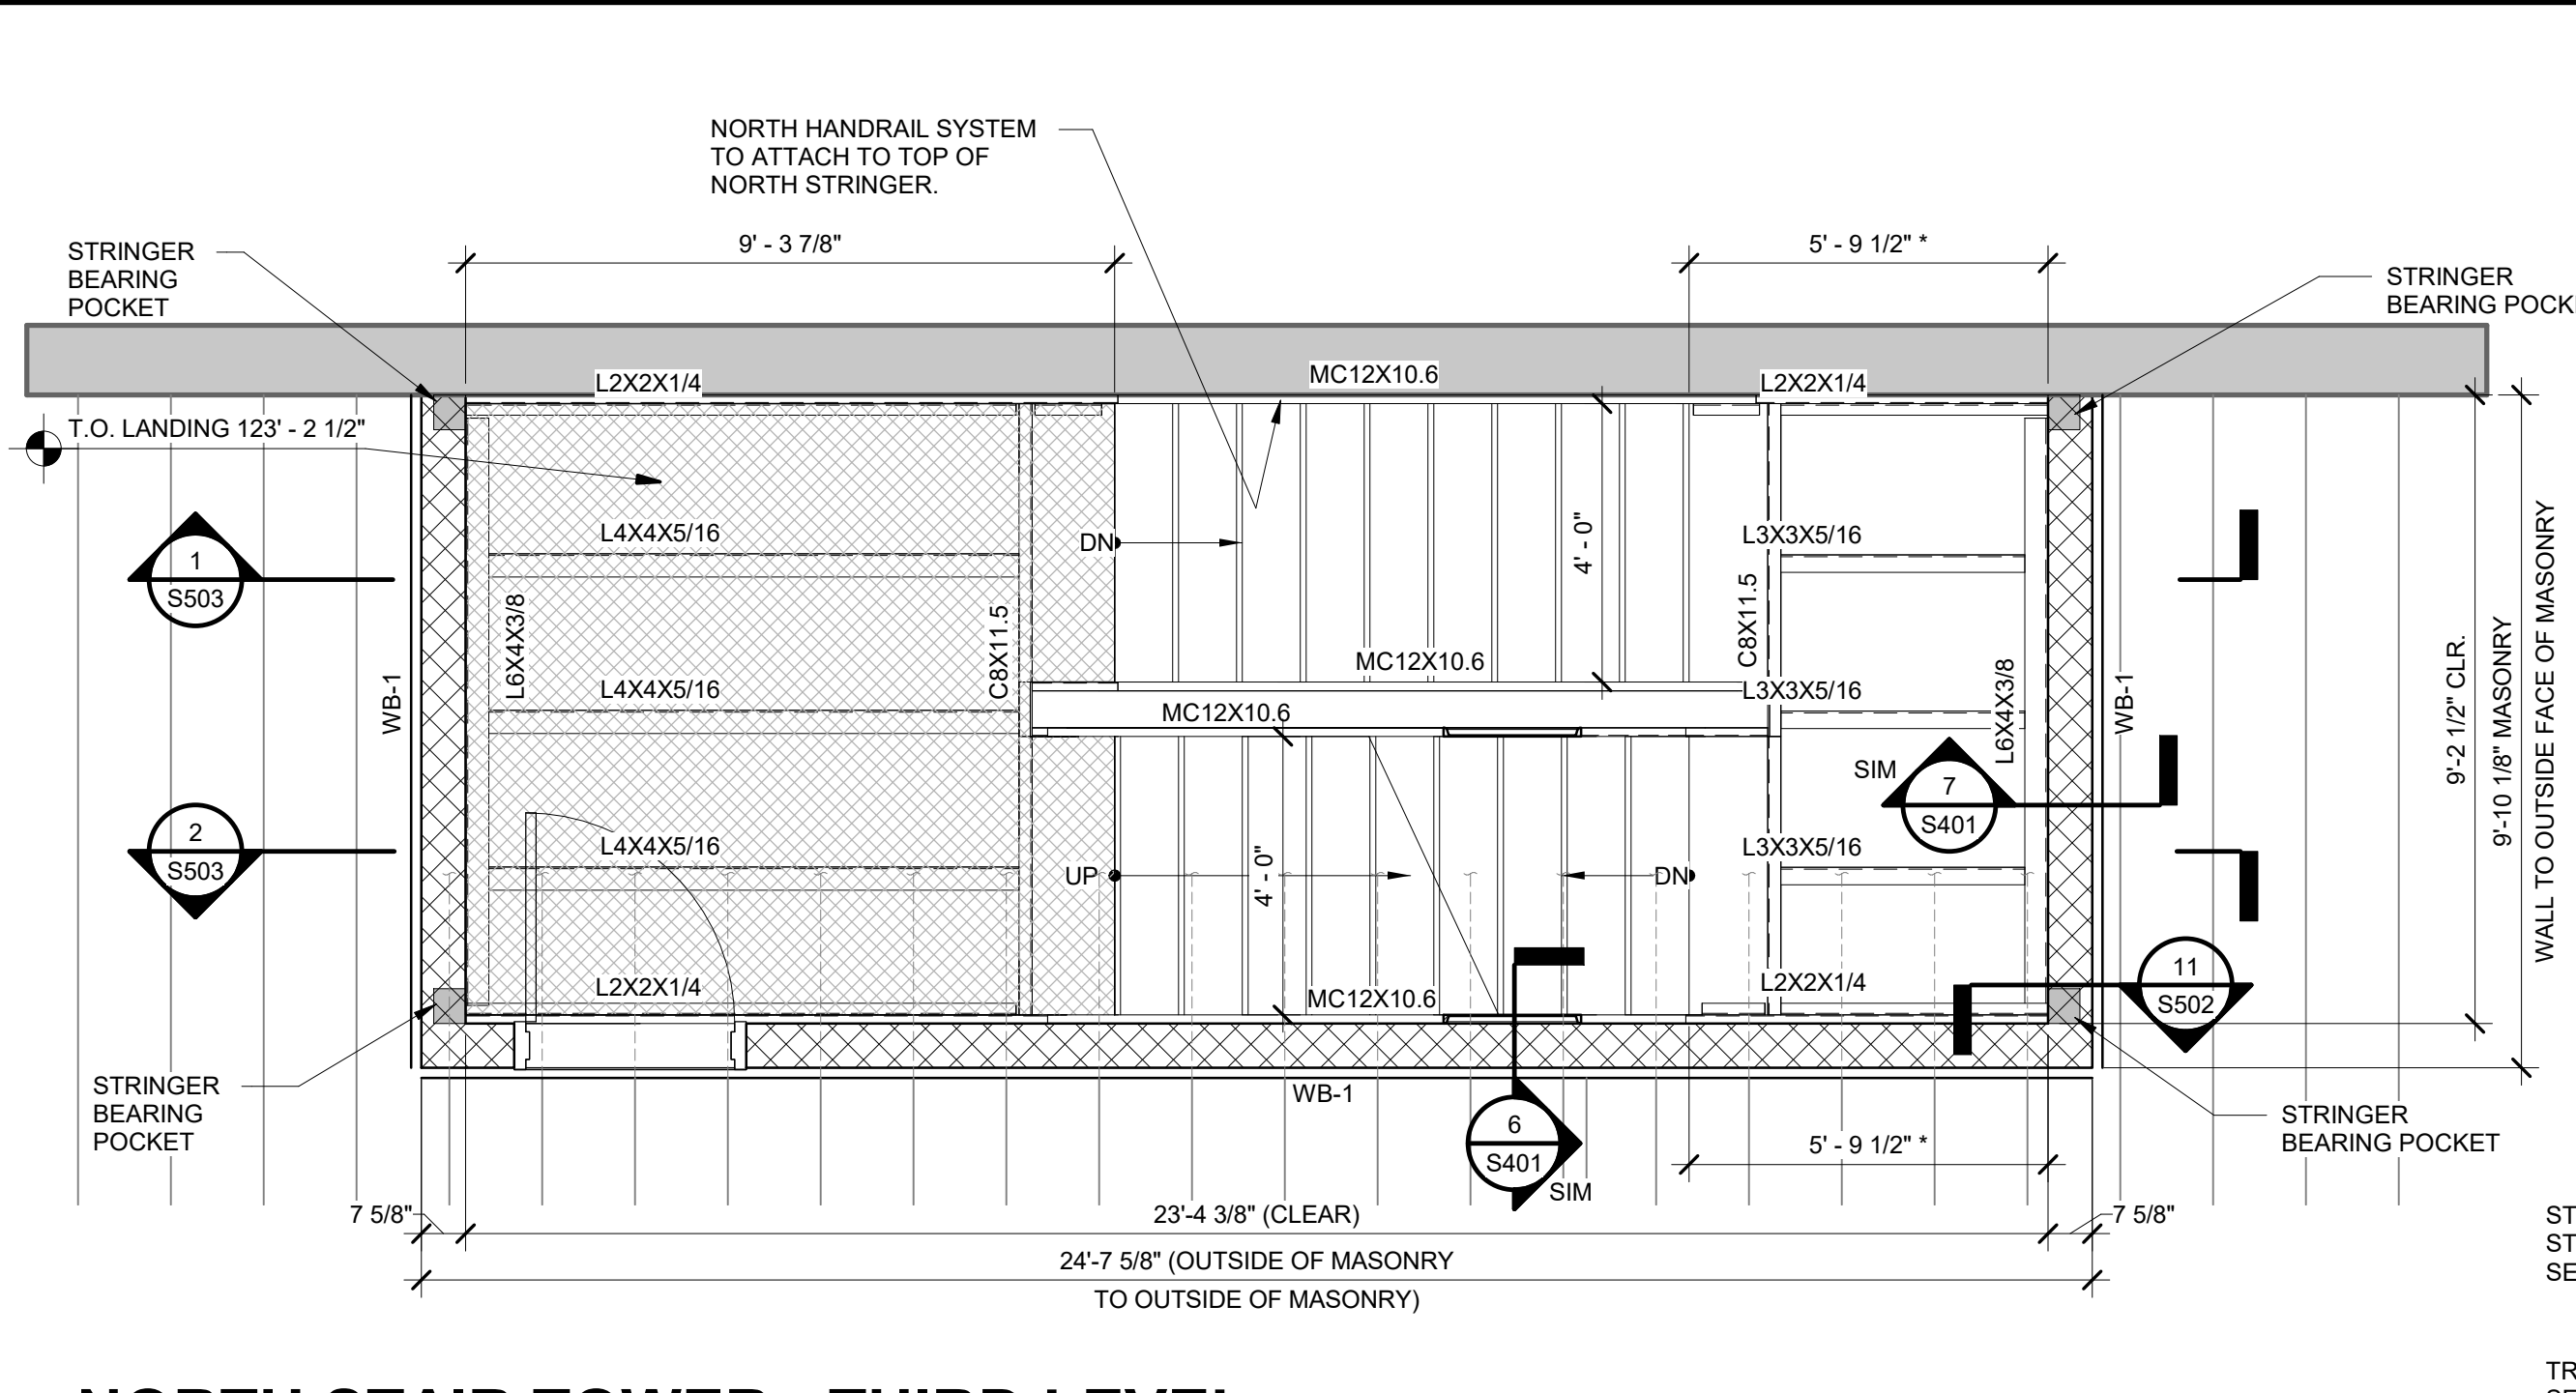 NORTH HANDRAIL SYSTEM
TO ATTACH TO TOP OF
NORTH STRINGER.
STRINGER
BEARING
POCKET
9' - 3 7/8"
5' - 9 1/2" *
STRINGER
L2X2X1/4
MC12X10.6
L2X2X1/4
T.O. LANDING 123' - 2 1/2"
1
S503
L4X4X5/16
DN
4' - 0"
L3X3X5/16
L6X4X3/8
C8X11.5
C8X11.5
WB-1
L4X4X5/16
MC12X10.6
L3X3X5/16
L6X4X3/8
WB-1
MC12X10.6
9'-2 1/2" CLR.
9'-10 1/8" MASONRY
WALL TO OUTSIDE FACE OF MASONRY
SIM
7
S401
2
S503
L4X4X5/16
UP
4' - 0"
DN
L3X3X5/16
L2X2X1/4
MC12X10.6
L2X2X1/4
11
S502
STRINGER
BEARING
POCKET
WB-1
6
S401
SIM
5' - 9 1/2" *
STRINGER
BEARING POCKET
7 5/8"
23'-4 3/8" (CLEAR)
7 5/8"
24'-7 5/8" (OUTSIDE OF MASONRY
TO OUTSIDE OF MASONRY)
NORTH STAIR TOWER - THIRD LEVEL